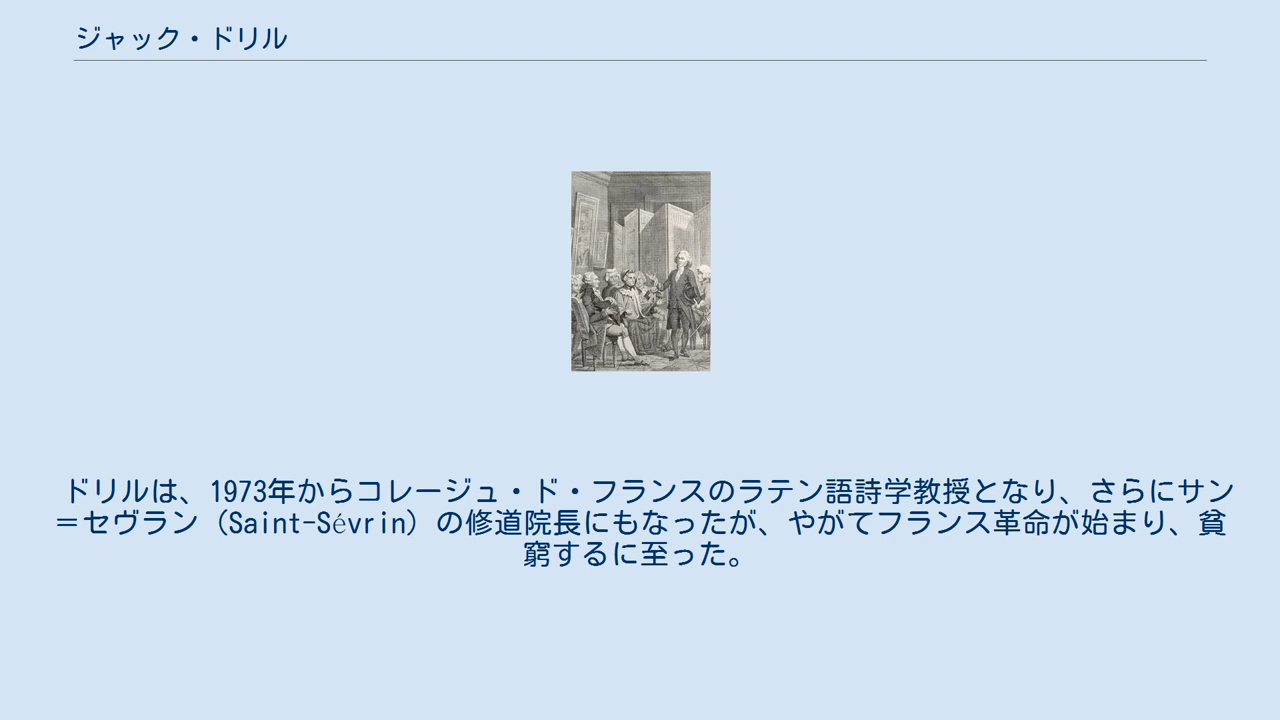 ジャック・ドリル
ドリルは、1973年からコレージュ・ド・フランスのラテン語詩学教授となり、さらにサン
＝セヴラン（Saint-Sévrin）の修道院長にもなったが、やがてフランス革命が始まり、貧
窮するに至った。